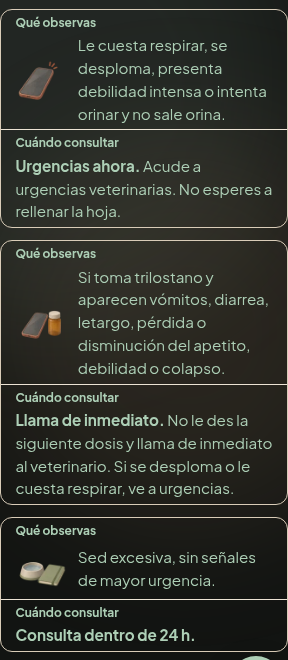 Qué observas
Le cuesta respirar, se
desploma, presenta
debilidad intensa o intenta
orinar y no sale orina.
Cuándo consultar
Urgencias ahora. Acude a
urgencias veterinarias. No esperes a
rellenar la hoja.
Qué observas
Si toma trilostano y
aparecen vómitos, diarrea,
letargo, pérdida o
disminución del apetito,
debilidad o colapso.
Cuándo consultar
Llama de inmediato. No le des la
siguiente dosis y llama de inmediato
al veterinario. Si se desploma o le
cuesta respirar, ve a urgencias.
Qué observas
Sed excesiva, sin señales
de mayor urgencia.
Cuándo consultar
Consulta dentro de 24 h.